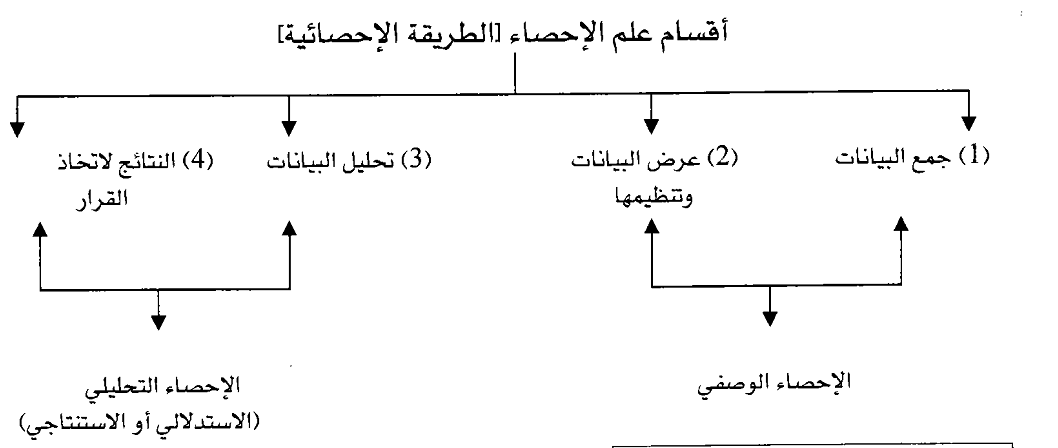 أقسام علم الإحصاء [الطريقة الإحصائية]
(1) جمع البيانات
(2) عرض البيانات
وتنظيمها
(3) تحليل البيانات
(4) النتائج لاتخاذ
القرار
الإحصاء الوصفي
الإحصاء التحليلي
(الاستدلالي أو الاستنتاجي)